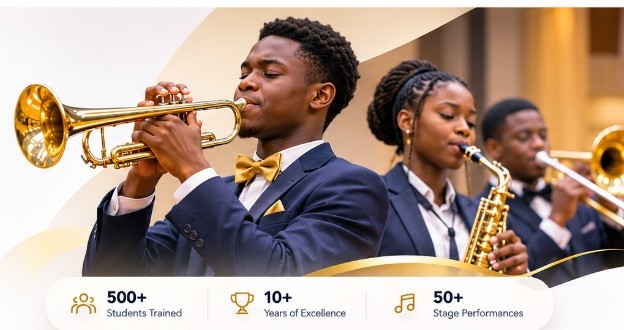 500+
Students Trained
10+
Years of Excellence
50+
Stage Performances